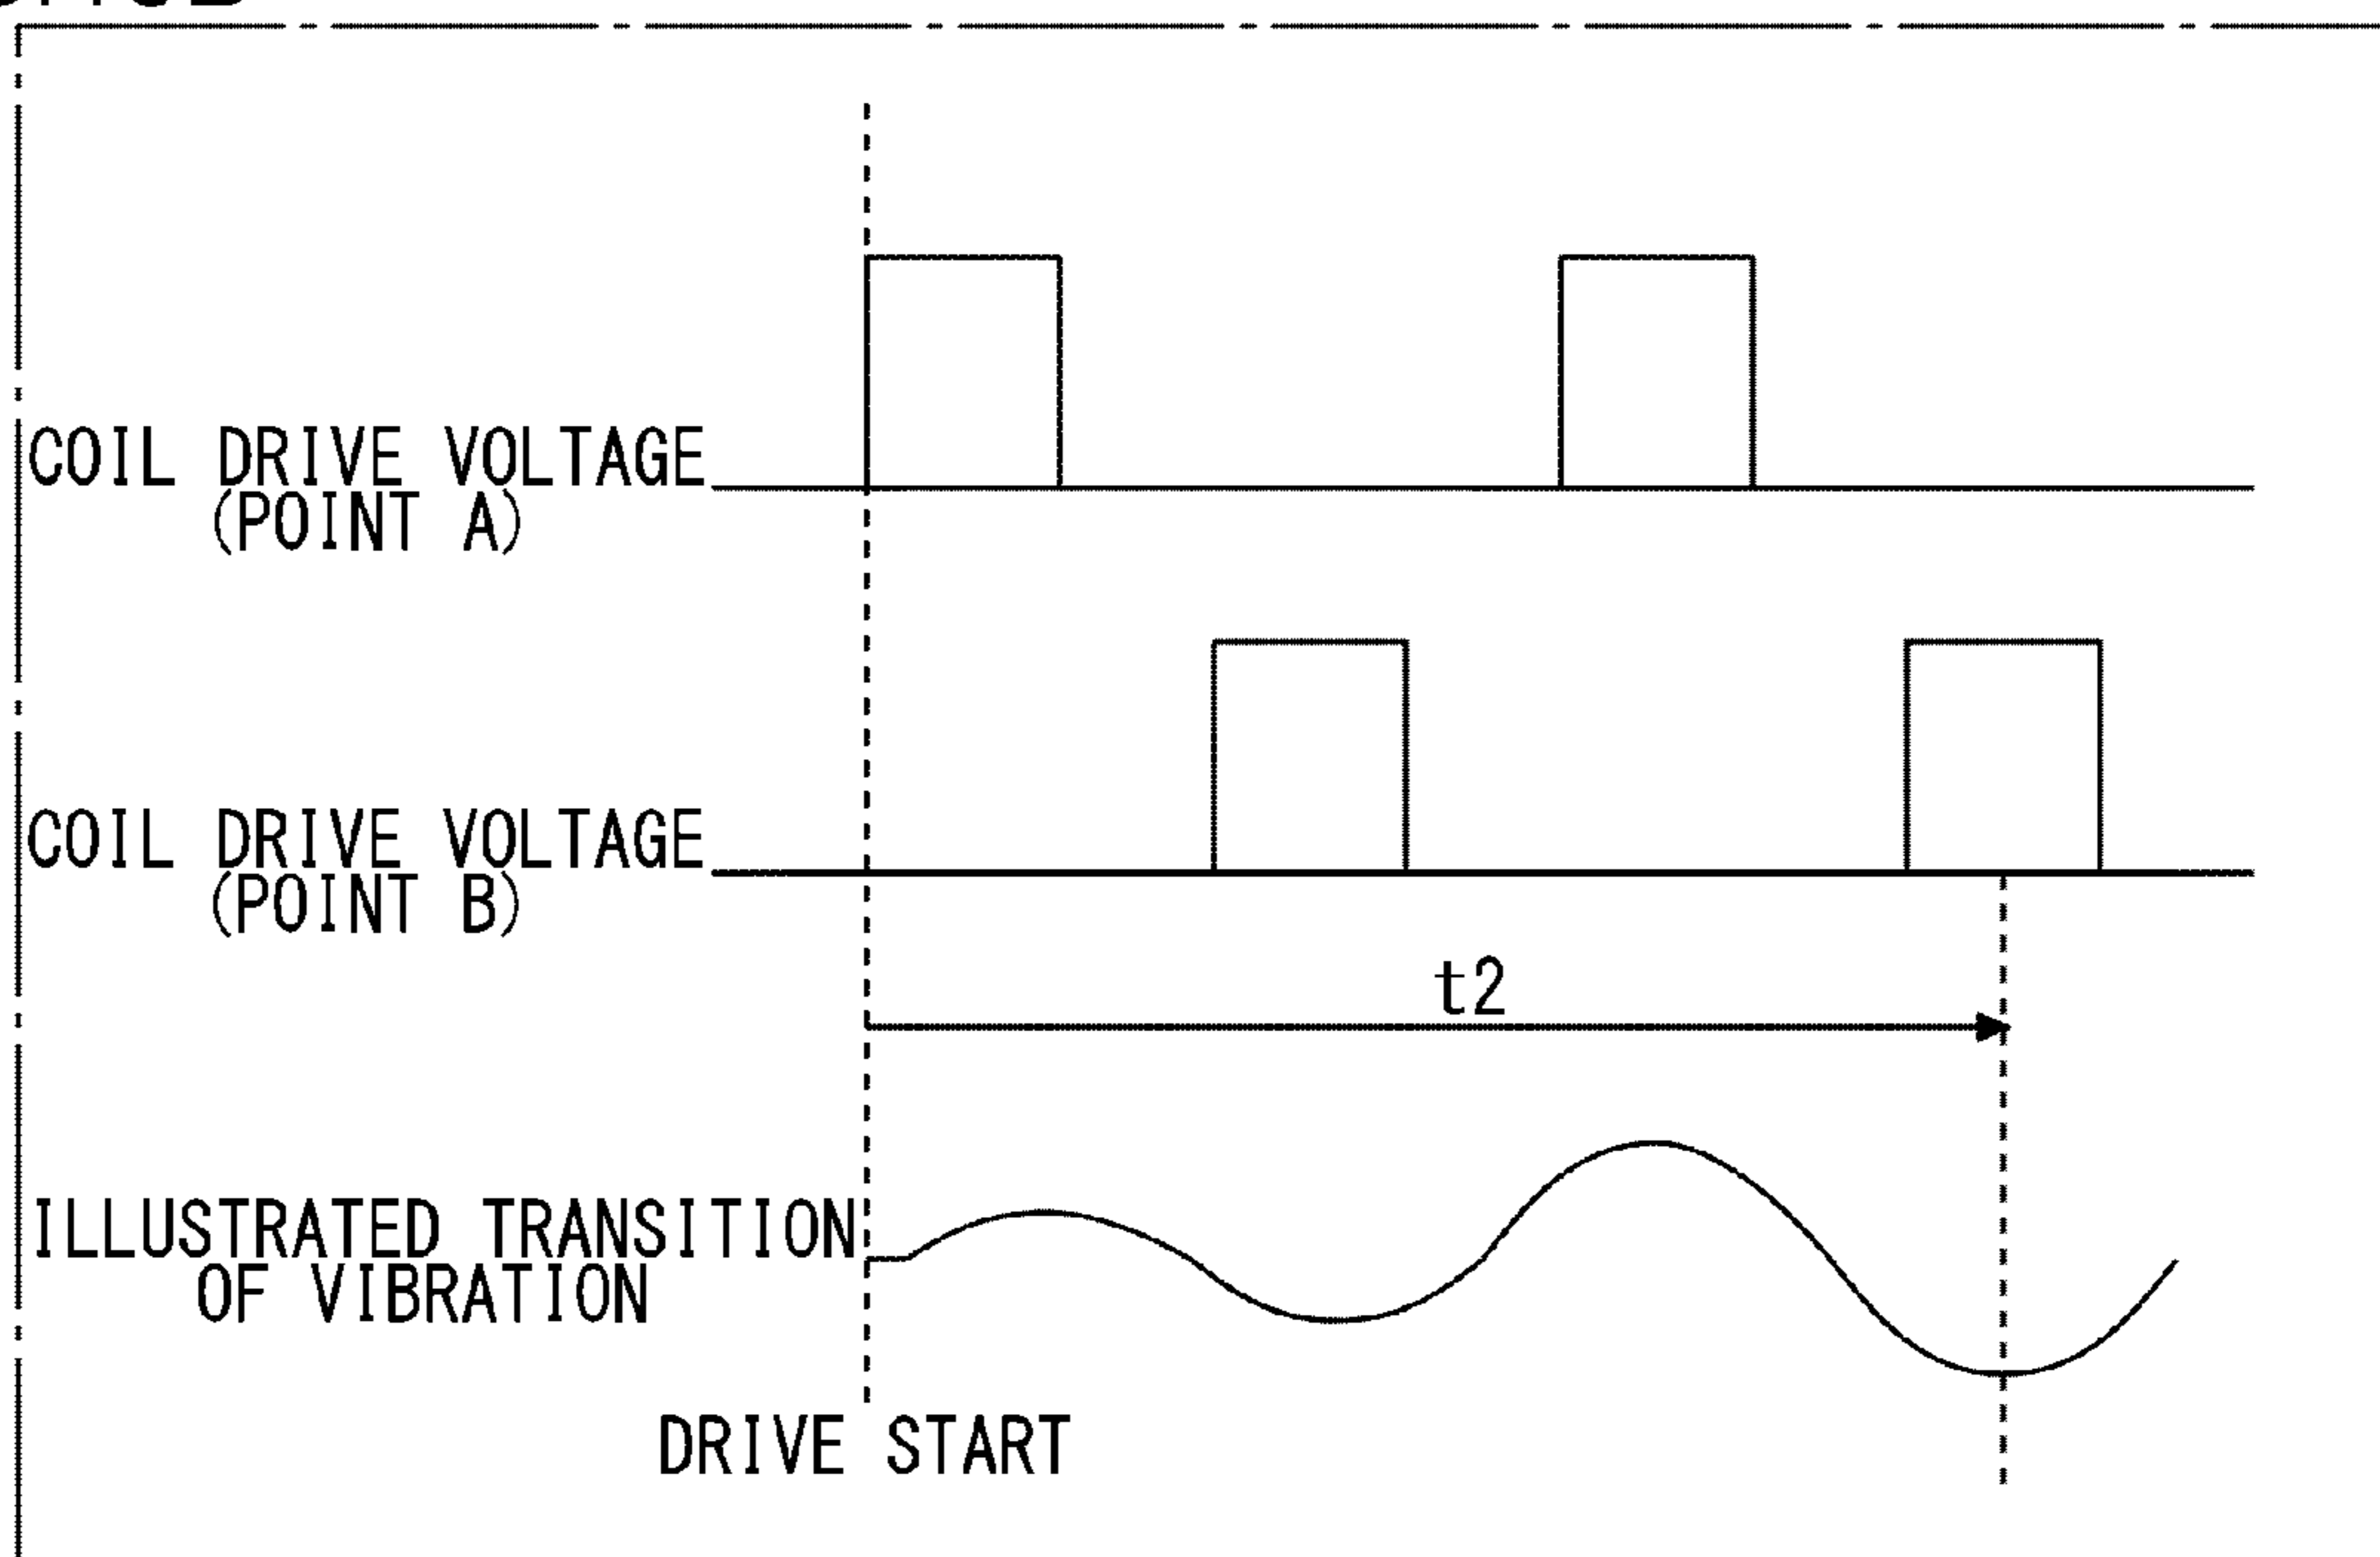 COIL DRIVE VOLTAGE
(POINT A)
COIL DRIVE VOLTAGE
(POINT B)
t2
ILLUSTRATED TRANSITION
OF VIBRATION
DRIVE START